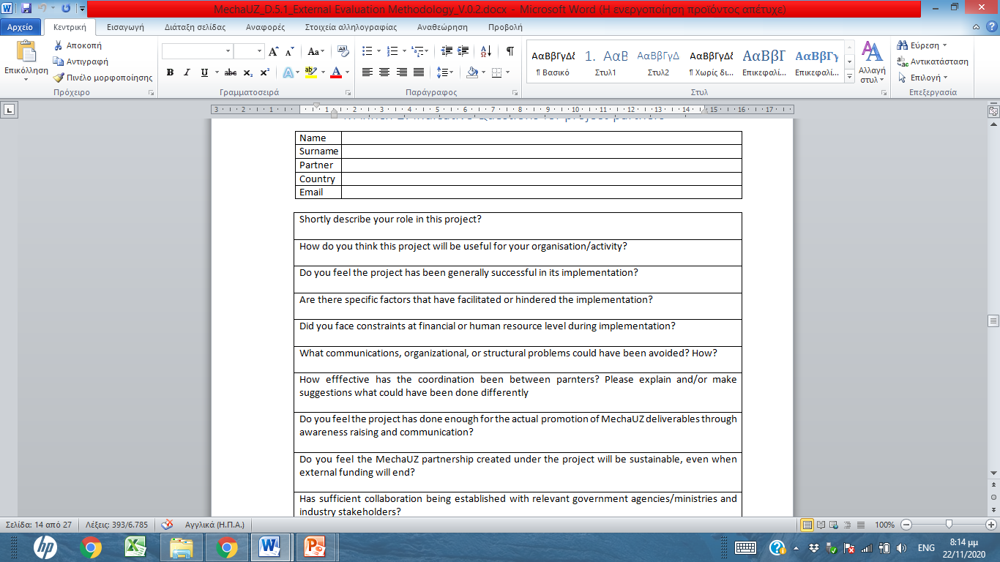 MechaUZ_D.5.1_External Evaluation Methodology_V.0.2.docx - Microsoft Word (Η ενεργοποίηση προϊόντος απέτυχε)
Αρχείο Κεντρική Εισαγωγή Διάταξη σελίδας Αναφορές Στοιχεία αλληλογραφίας Αναθεώρηση Προβολή
Επικόλληση
Αποκοπή
Αντιγραφή
Πινέλο μορφοποίησης
Πρόχειρο
B I U abc x₂ x² A A
Aa
Γραμματοσειρά
Παράγραφος
ΑαΒβΓγΔδ 1. ΑαΒ ΑαΒβΓγΔ ΑαΒβΓγΔδ ΑαΒβΓ ΑαΒβΓγ
¶ Βασικό Στυλ1 Στυλ2 ¶ Χωρίς δι... Επικεφαλί... Επικεφαλί...
Αλλαγή στυλ
Στυλ
Εύρεση
Αντικατάσταση
Επιλογή
Επεξεργασία
3 2 1 1 2 3 4 5 6 7 8 9 10 11 12 13 14 15 16 17
Indicative Questions for project partners
Name
Surname
Partner
Country
Email
Shortly describe your role in this project?
How do you think this project will be useful for your organisation/activity?
Do you feel the project has been generally successful in its implementation?
Are there specific factors that have facilitated or hindered the implementation?
Did you face constraints at financial or human resource level during implementation?
What communications, organizational, or structural problems could have been avoided? How?
How efffective has the coordination been between parnters? Please explain and/or make
suggestions what could have been done differently
Do you feel the project has done enough for the actual promotion of MechaUZ deliverables through
awareness raising and communication?
Do you feel the MechaUZ partnership created under the project will be sustainable, even when
external funding will end?
Has sufficient collaboration being established with relevant government agencies/ministries and
industry stakeholders?
Σελίδα: 14 από 27 Λέξεις: 393/6.785 Αγγλικά (Η.Π.Α.) 100%
hp ENG 8:14 μμ
22/11/2020